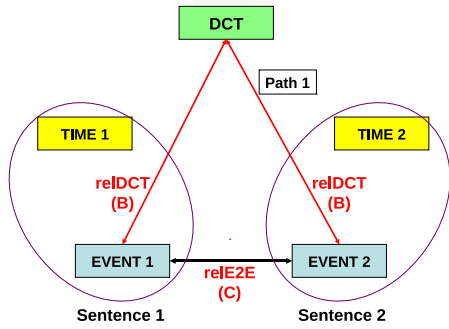 DCT
Path 1
TIME 1
TIME 2
relDCT
(B)
relDCT
(B)
EVENT 1
relE2E
(C)
EVENT 2
Sentence 1
Sentence 2